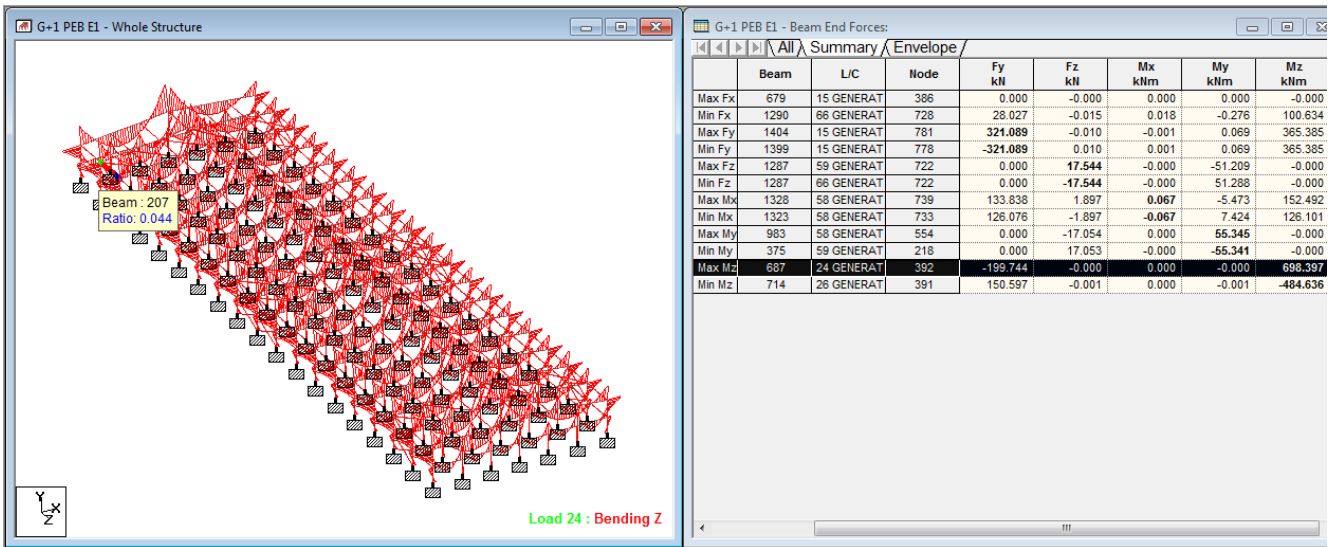 G+1 PEB E1 - Whole Structure
Beam : 207
Ratio: 0.044
Y
X
Z
Load 24 : Bending Z
G+1 PEB E1 - Beam End Forces:
All Summary Envelope
Beam L/C Node Fy kN Fz kN Mx kNm My kNm Mz kNm
Max Fx 679 15 GENERAT 386 0.000 -0.000 0.000 0.000 -0.000
Min Fx 1290 66 GENERAT 728 28.027 -0.015 0.018 -0.276 100.634
Max Fy 1404 15 GENERAT 781 321.089 -0.010 -0.001 0.069 365.385
Min Fy 1399 15 GENERAT 778 -321.089 0.010 0.001 0.069 365.385
Max Fz 1287 59 GENERAT 722 0.000 17.544 -0.000 -51.209 -0.000
Min Fz 1287 66 GENERAT 722 0.000 -17.544 -0.000 51.288 -0.000
Max Mx 1328 58 GENERAT 739 133.838 1.897 0.067 -5.473 152.492
Min Mx 1323 58 GENERAT 733 126.076 -1.897 -0.067 7.424 126.101
Max My 983 58 GENERAT 554 0.000 -17.054 0.000 55.345 -0.000
Min My 375 59 GENERAT 218 0.000 17.053 -0.000 -55.341 -0.000
Max Mz 687 24 GENERAT 392 -199.744 -0.000 0.000 -0.000 698.397
Min Mz 714 26 GENERAT 391 150.597 -0.001 0.000 -0.001 -484.636